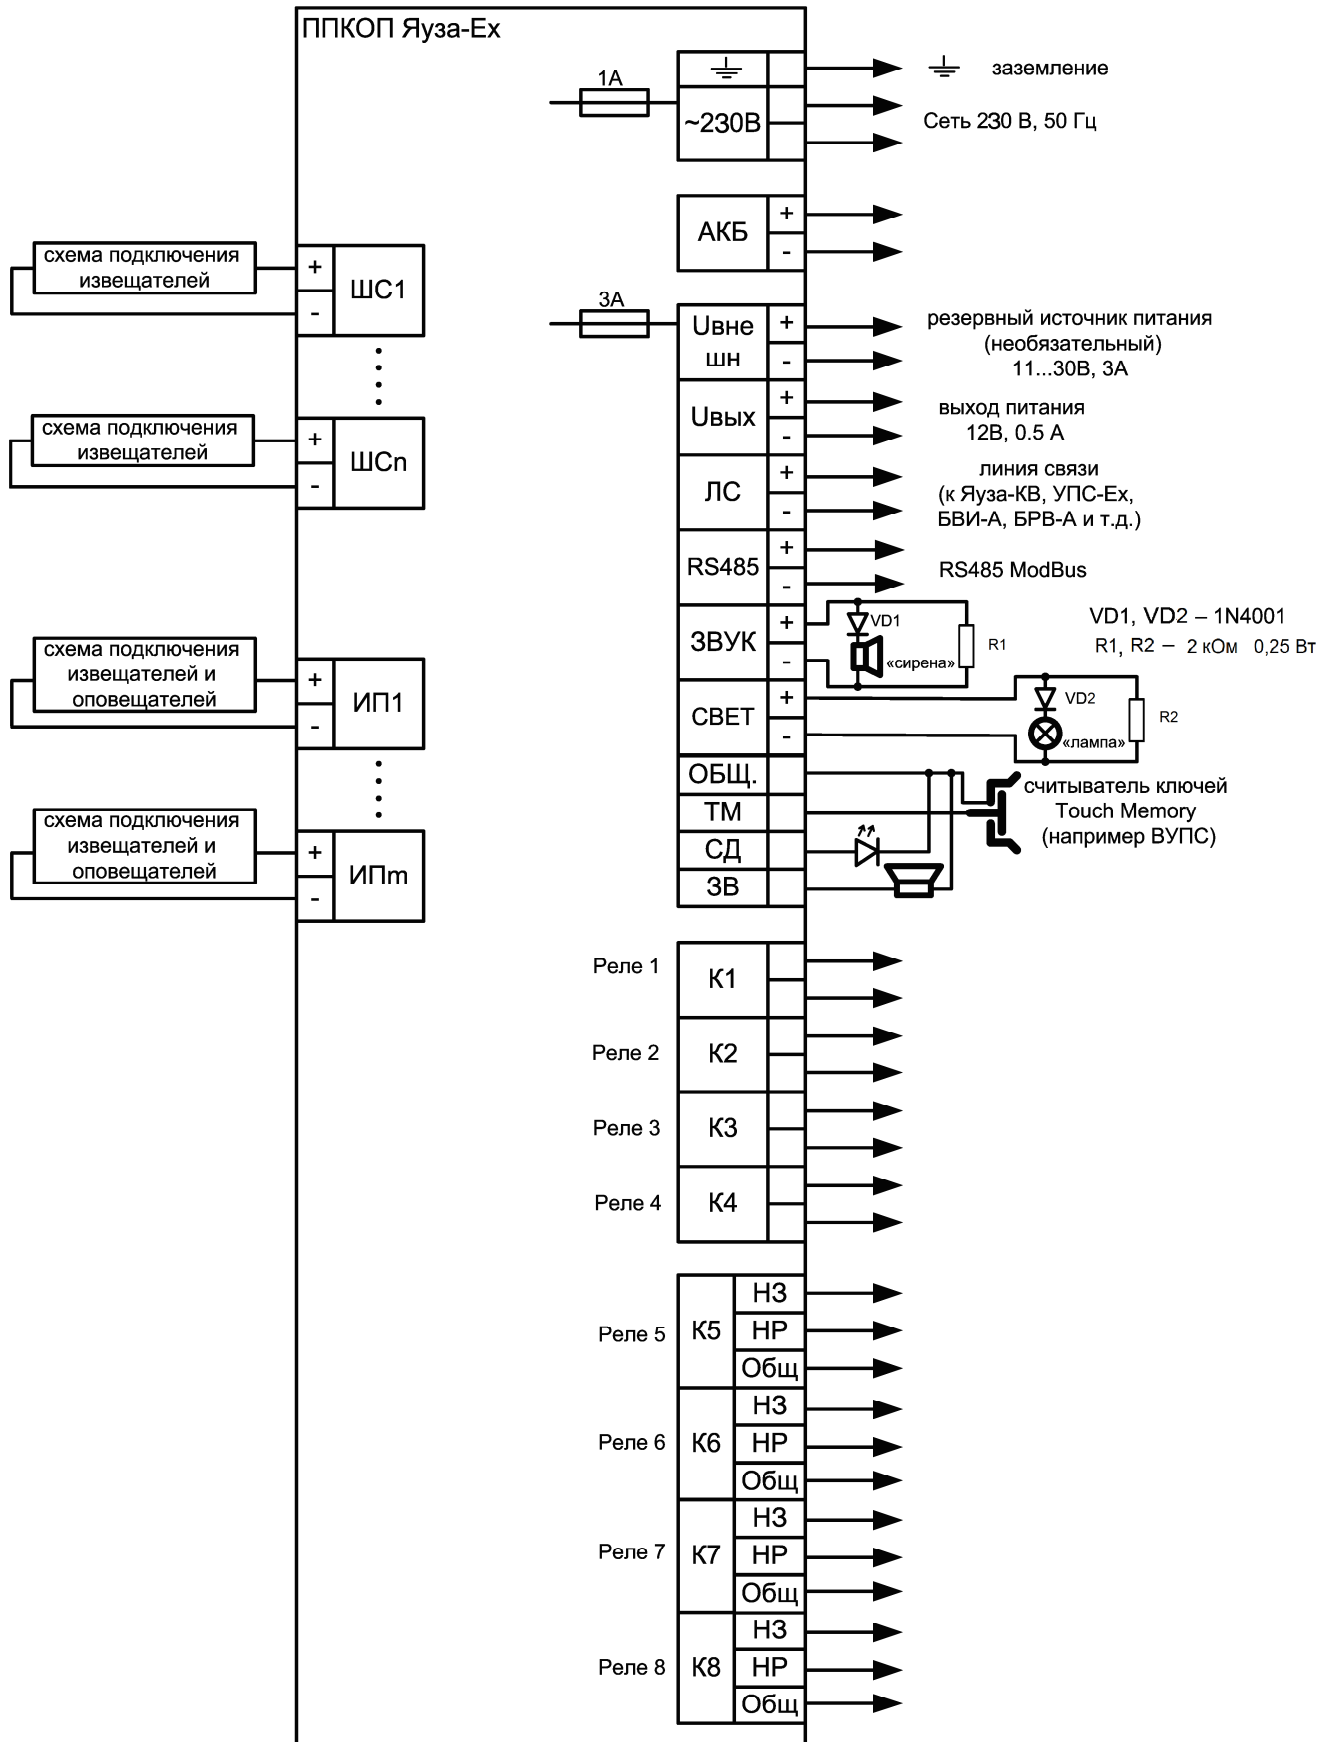 ППКОП Яуза-Ех
1А
~230В
заземление
Сеть 230 В, 50 Гц
АКБ
+
-
схема подключения
извещателей
+
-
ШС1
схема подключения
извещателей
+
-
ШСn
3А
Uвне
шн
+
-
резервный источник питания
(необязательный)
11...30В, 3А
Uвых
+
-
выход питания
12В, 0.5 А
ЛС
+
-
линия связи
(к Яуза-КВ, УПС-Ех,
БВИ-А, БРВ-А и т.д.)
RS485
+
-
RS485 ModBus
ЗВУК
+
-
VD1
«сирена»
R1
VD1, VD2 – 1N4001
R1, R2 – 2 кОм 0,25 Вт
СВЕТ
+
-
VD2
«лампа»
R2
схема подключения
извещателей и
оповещателей
+
-
ИП1
схема подключения
извещателей и
оповещателей
+
-
ИПm
ОБЩ.
ТМ
СД
ЗВ
считыватель ключей
Touch Memory
(например ВУПС)
Реле 1
К1
Реле 2
К2
Реле 3
К3
Реле 4
К4
Реле 5
К5
НЗ
НР
Общ
Реле 6
К6
НЗ
НР
Общ
Реле 7
К7
НЗ
НР
Общ
Реле 8
К8
НЗ
НР
Общ